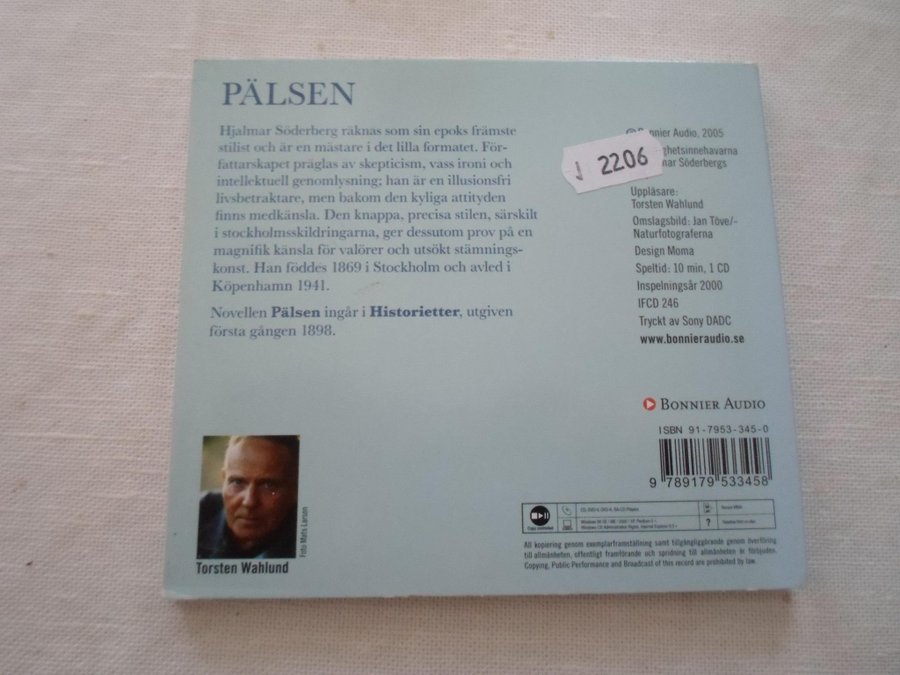 PÄLSEN
Hjalmar Söderberg räknas som sin epoks främste
stilist och är en mästare i det lilla formatet. För-
fattarskapet präglas av skepticism, vass ironi och
intellektuell genomlysning; han är en illusionsfri
livsbetraktare, men bakom den kyliga attityden
finns medkänsla. Den knappa, precisa stilen, särskilt
i stockholmsskildringarna, ger dessutom prov på en
magnifik känsla för valörer och utsökt stämnings-
konst. Han föddes 1869 i Stockholm och avled i
Köpenhamn 1941.
Novellen Pälsen ingår i Historietter, utgiven
första gången 1898.
2206
Bonnier Audio, 2005
Söderbergs
Uppläsare:
Torsten Wahlund
Omslagsbild: Jan Töve/-
Naturfotograferna
Design Moma
Speltid: 10 min, 1 CD
Inspelningsår 2000
IFCD 246
Tryckt av Sony DADC
www.bonnieraudio.se
BONNIER AUDIO
ISBN 91-7953-345-0
9 789179 533458
Foto Mats Larsen
Torsten Wahlund
?
All kopiering genom exemplarframställning samt tillgängliggörande genom överföring
till allmänheten, offentligt framförande och spridning till allmänheten är förbjuden.
Copying, Public Performance and Broadcast of this record are prohibited by law.